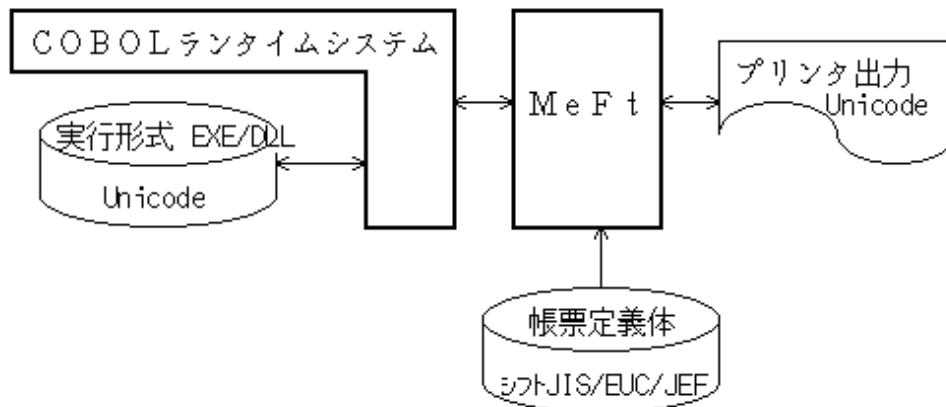 COBOLランタイムシステム
MeFt
プリンタ出力
Unicode
実行形式 EXE/DLL
Unicode
帳票定義体
シフトJIS/EUC/JEF